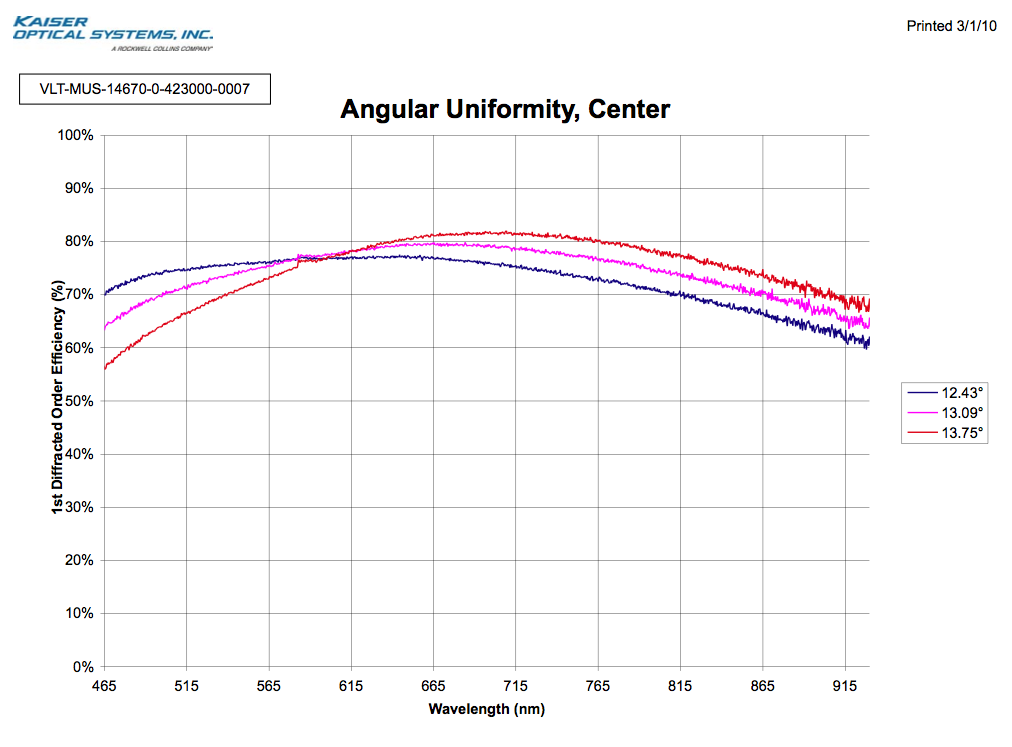 KAISER
OPTICAL SYSTEMS, INC.
A ROCKWELL COLLINS COMPANY
Printed 3/1/10
VLT-MUS-14670-0-423000-0007
Angular Uniformity, Center
100%
90%
80%
70%
60%
50%
40%
30%
20%
10%
0%
1st Diffracted Order Efficiency (%)
465 515 565 615 665 715 765 815 865 915
Wavelength (nm)
12.43°
13.09°
13.75°